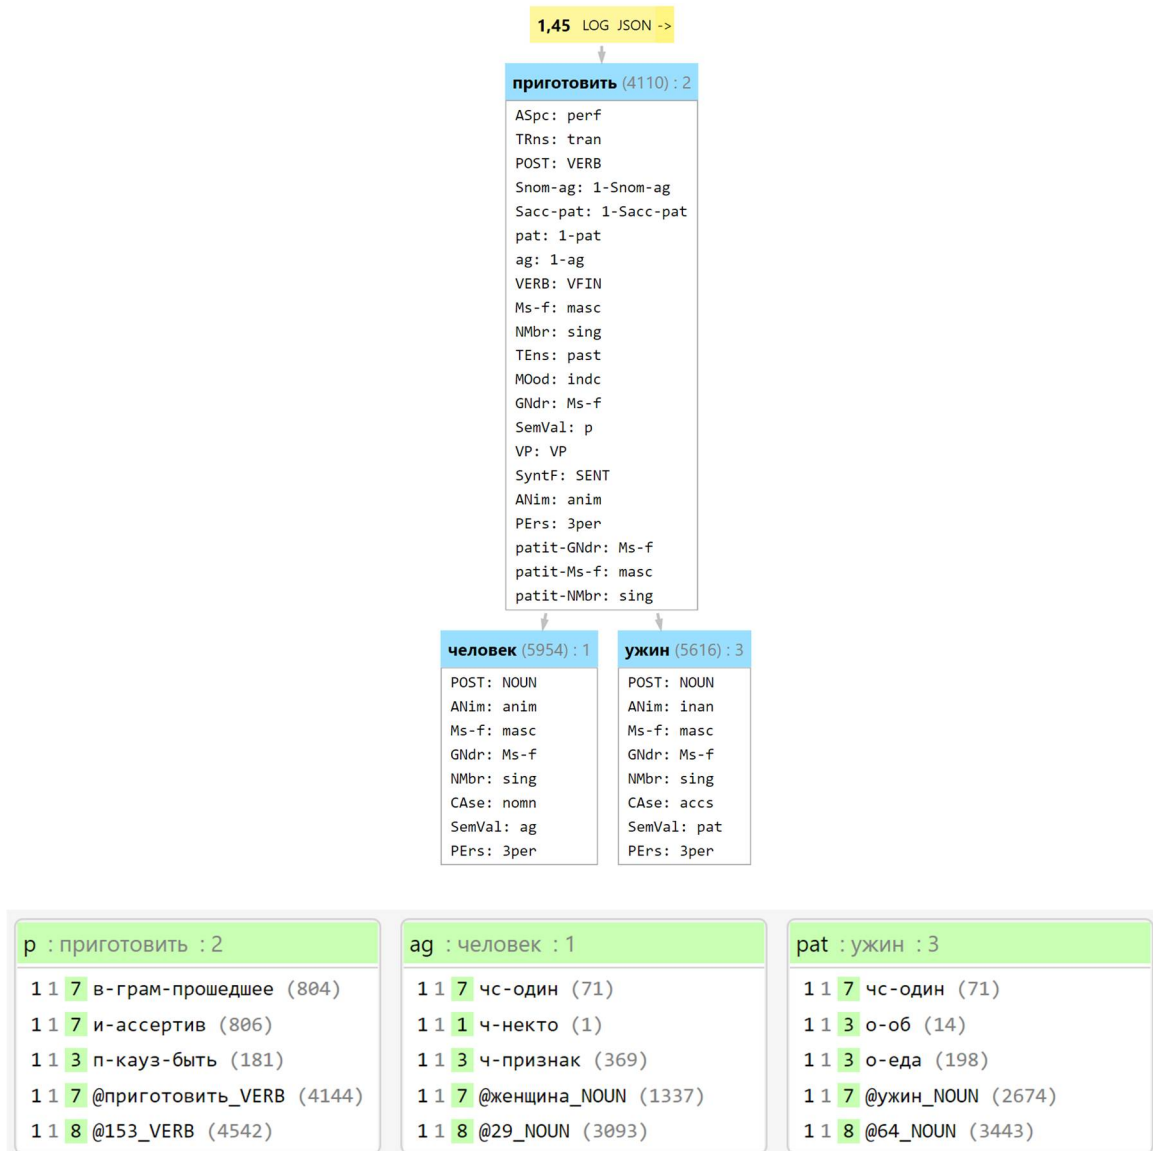 1,45 LOG JSON ->
приготовить (4110) : 2
ASpc: perf
TRns: tran
POST: VERB
Snom-ag: 1-Snom-ag
Sacc-pat: 1-Sacc-pat
pat: 1-pat
ag: 1-ag
VERB: VFIN
Ms-f: masc
NMbr: sing
TEns: past
MOod: indc
GNdr: Ms-f
SemVal: p
VP: VP
SyntF: SENT
ANim: anim
PErs: 3per
patit-GNdr: Ms-f
patit-Ms-f: masc
patit-NMbr: sing
человек (5954) : 1
POST: NOUN
ANim: anim
Ms-f: masc
GNdr: Ms-f
NMbr: sing
CAse: nomn
SemVal: ag
PErs: 3per
ужин (5616) : 3
POST: NOUN
ANim: inan
Ms-f: masc
GNdr: Ms-f
NMbr: sing
CAse: accs
SemVal: pat
PErs: 3per
p : приготовить : 2
1 1 7 в-грам-прошедшее (804)
1 1 7 и-ассертив (806)
1 1 3 п-кауз-быть (181)
1 1 7 @приготовить_VERB (4144)
1 1 8 @153_VERB (4542)
ag : человек : 1
1 1 7 чс-один (71)
1 1 1 ч-некто (1)
1 1 3 ч-признак (369)
1 1 7 @женщина_NOUN (1337)
1 1 8 @29_NOUN (3093)
pat : ужин : 3
1 1 7 чс-один (71)
1 1 3 о-об (14)
1 1 3 о-еда (198)
1 1 7 @ужин_NOUN (2674)
1 1 8 @64_NOUN (3443)